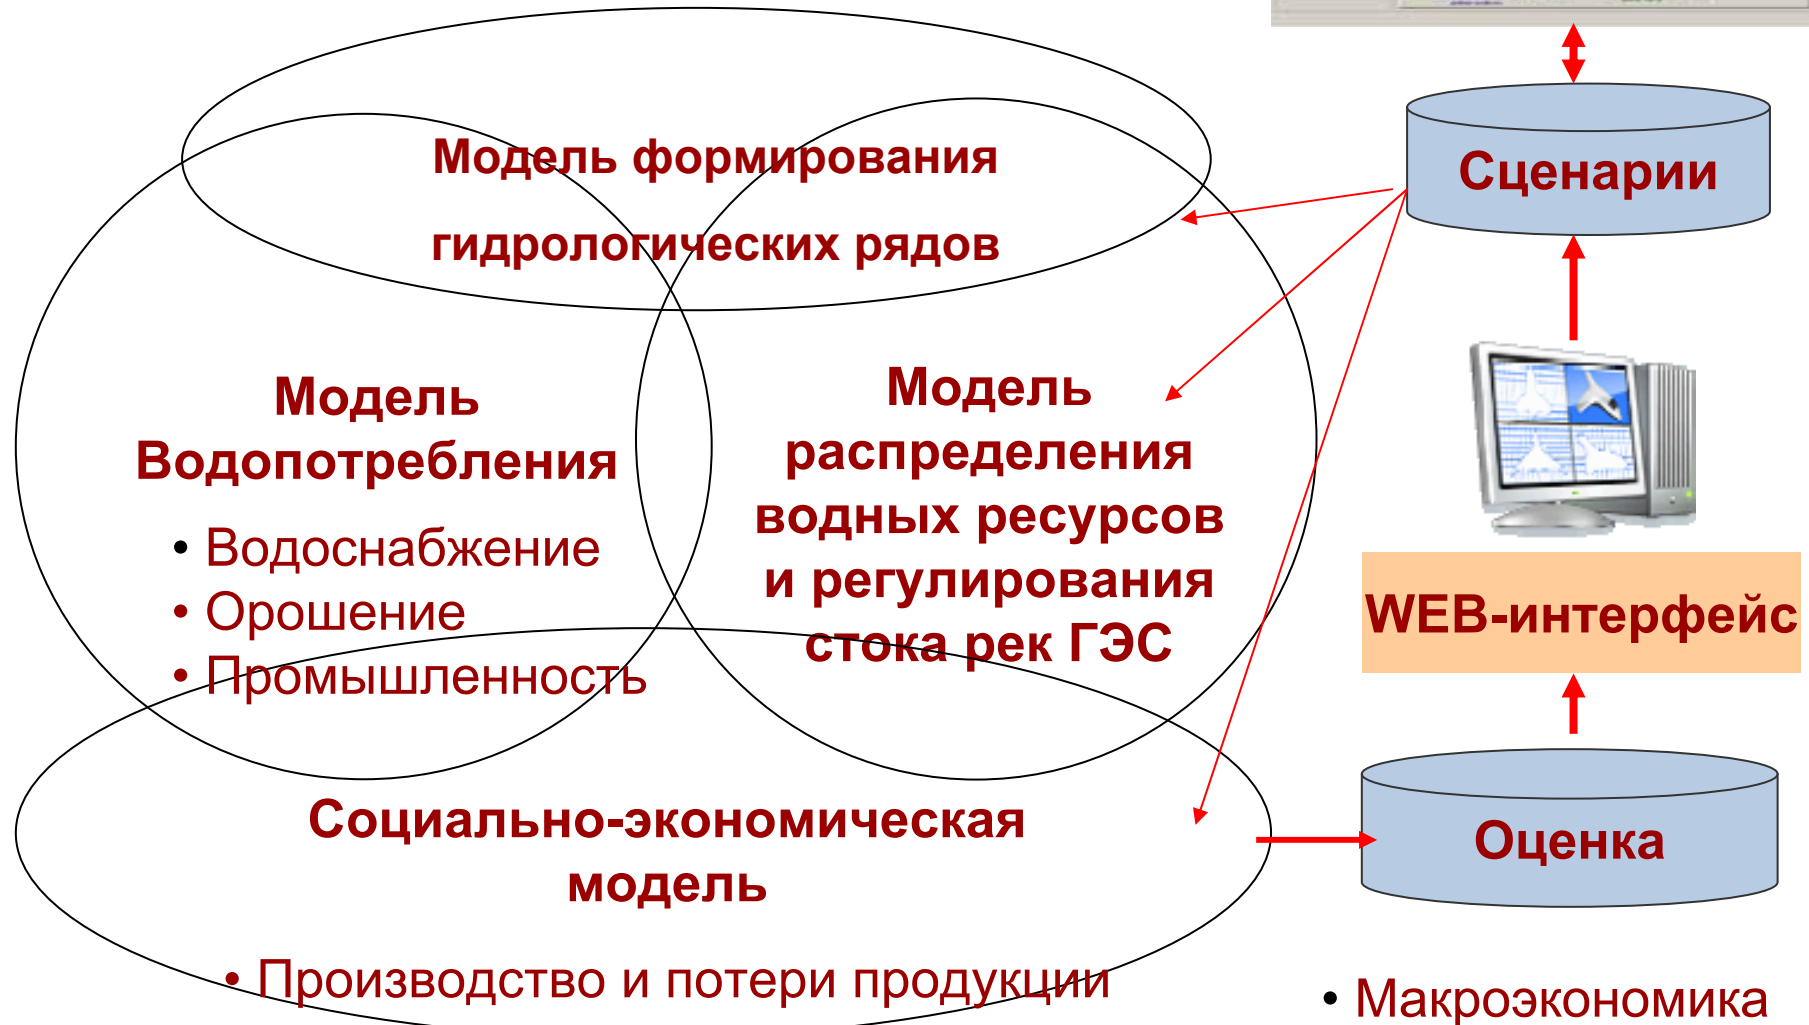 Модель формирования
гидрологических рядов
Модель
Водопотребления
• Водоснабжение
• Орошение
• Промышленность
Модель
распределения
водных ресурсов
и регулирования
стока рек ГЭС
Социально-экономическая
модель
• Производство и потери продукции
Сценарии
WEB-интерфейс
Оценка
• Макроэкономика